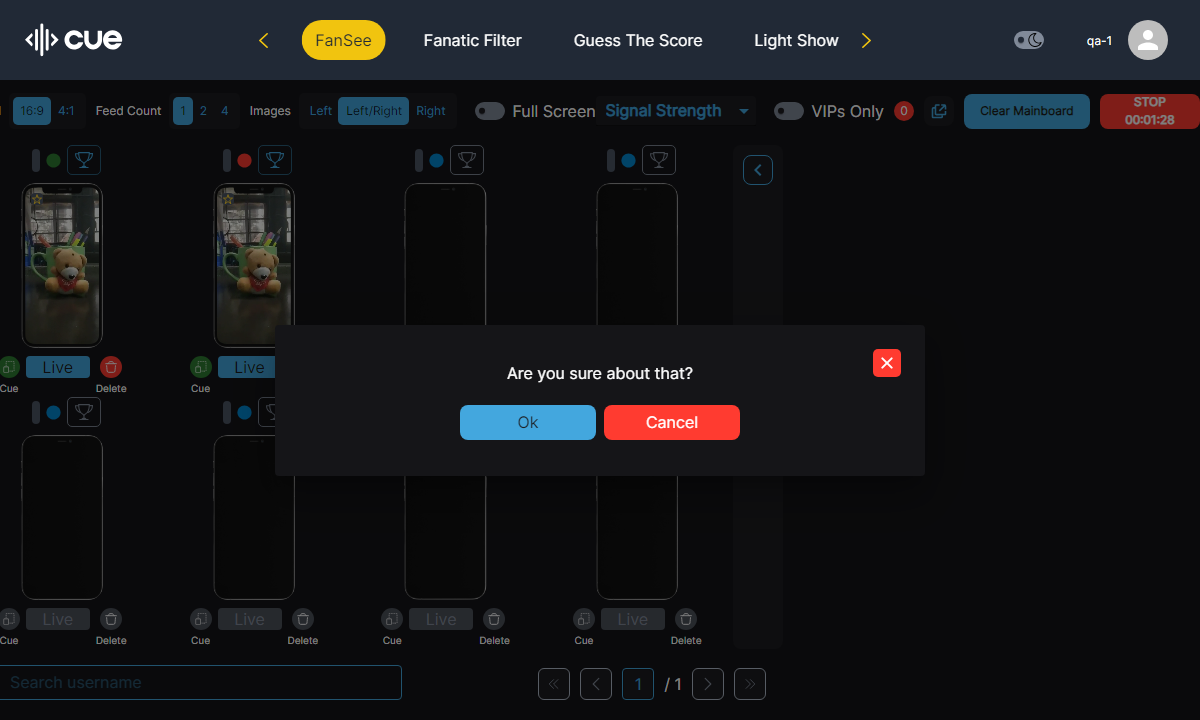 cue
FanSee
Fanatic Filter
Guess The Score
Light Show
qa-1
16:9 4:1 Feed Count 1 2 4 Images Left Left/Right Right Full Screen Signal Strength VIPs Only 0 Clear Mainboard STOP
00:01:28
Live Live
Cue Delete Cue
Are you sure about that?
Ok Cancel
Live Live Live Live
Cue Delete Cue Delete Cue Delete Cue Delete
Search username
1 / 1